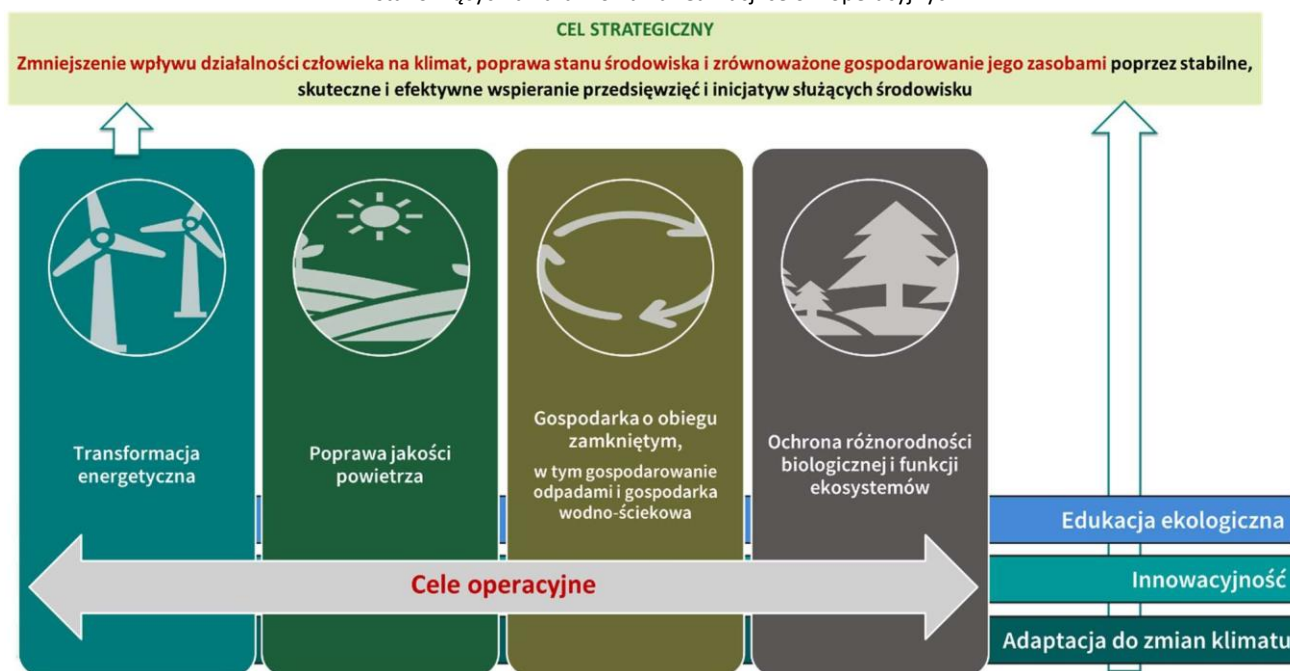 CEL STRATEGICZNY
Zmniejszenie wpływu działalności człowieka na klimat, poprawa stanu środowiska i zrównoważone gospodarowanie jego zasobami poprzez stabilne,
skuteczne i efektywne wspieranie przedsięwzięć i inicjatyw służących środowisku
Transformacja
energetyczna
Poprawa jakości
powietrza
Gospodarka o obiegu
zamkniętym,
w tym gospodarowanie
odpadami i gospodarka
wodno-ściekowa
Ochrona różnorodności
biologicznej i funkcji
ekosystemów
Edukacja ekologiczna
Cele operacyjne
Innowacyjność
Adaptacja do zmian klimatu